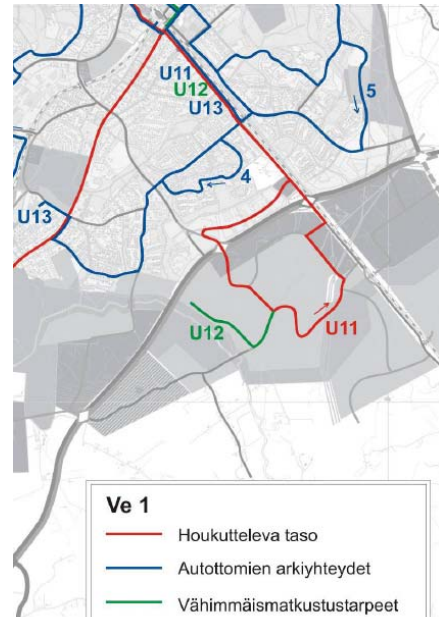 U11
U12
U13
5
4
U13
U12
U11
Ve 1
Houkutteleva taso
Autottomien arkiyhteydet
Vähimmäismatkustustarpeet